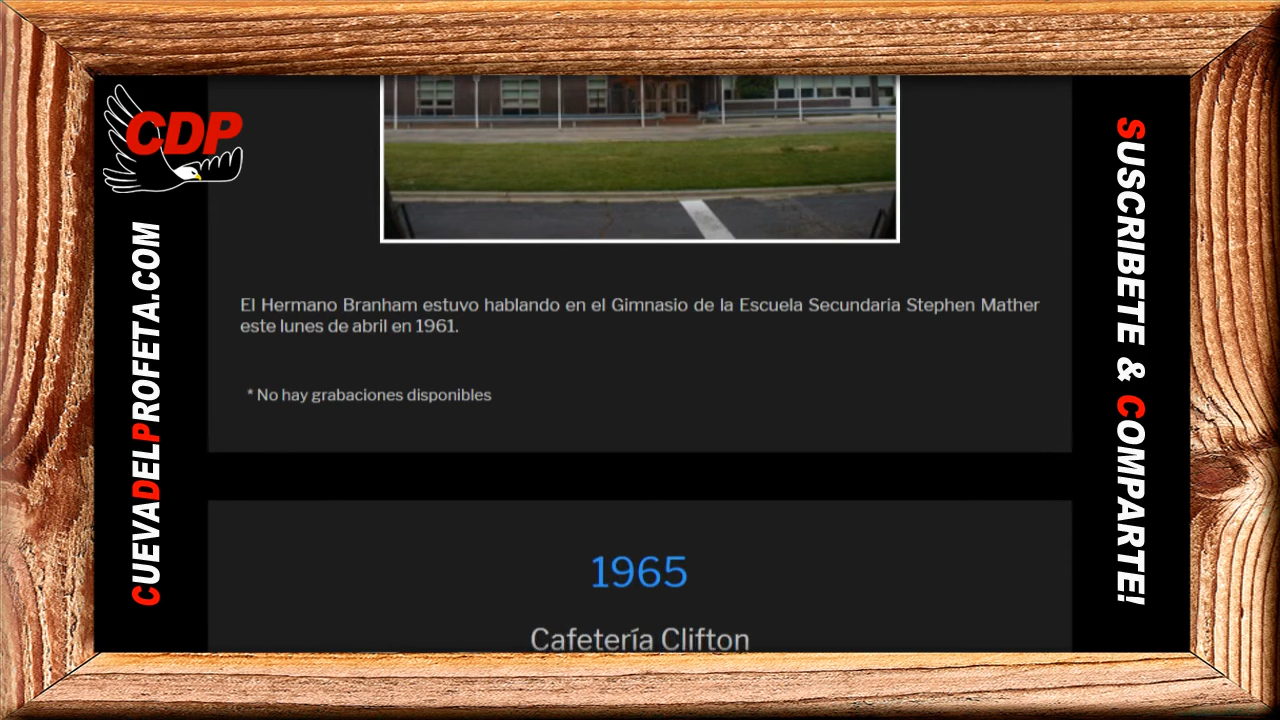 CDP
CUEVADELPROFETA.COM
SUSCRIBETE & COMPARTE!
El Hermano Branham estuvo hablando en el Gimnasio de la Escuela Secundaria Stephen Mather
este lunes de abril en 1961.
* No hay grabaciones disponibles
1965
Cafetería Clifton